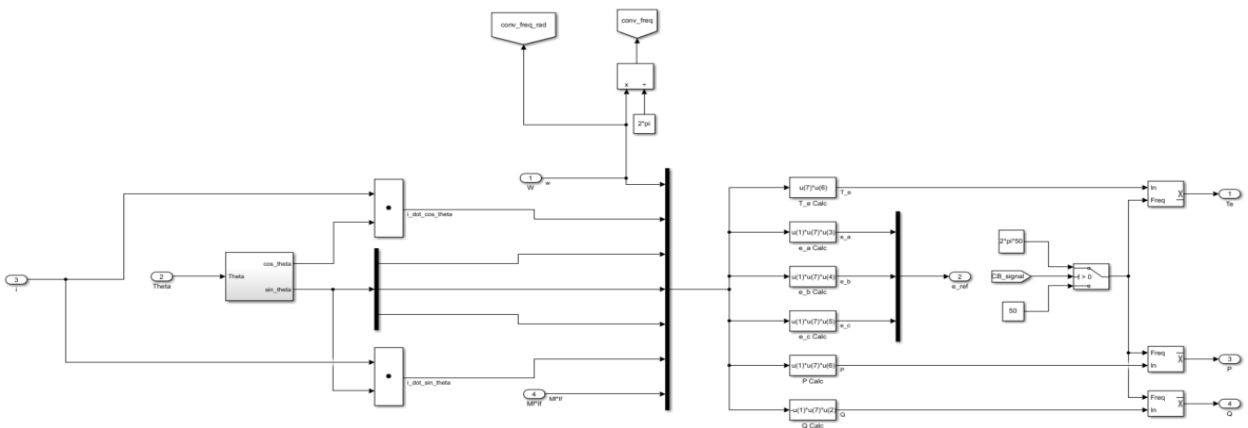 conv_freq_rad
conv_freq
x ÷
2*pi
1
W
w
i_dot_cos_theta
u(7)*u(6)
T_e
T_e Calc
In
Freq
1
Te
u(1)*u(7)*u(3)
e_a
e_a Calc
2*pi*50
3
i
2
Theta
Theta
cos_theta
sin_theta
u(1)*u(7)*u(4)
e_b
e_b Calc
2
e_ref
CB_signal
> 0
50
u(1)*u(7)*u(5)
e_c
e_c Calc
i_dot_sin_theta
4
Mf*If
Mf*If
u(1)*u(7)*u(6)
P
P Calc
Freq
In
3
P
-u(1)*u(7)*u(2)
Q
Q Calc
Freq
In
4
Q